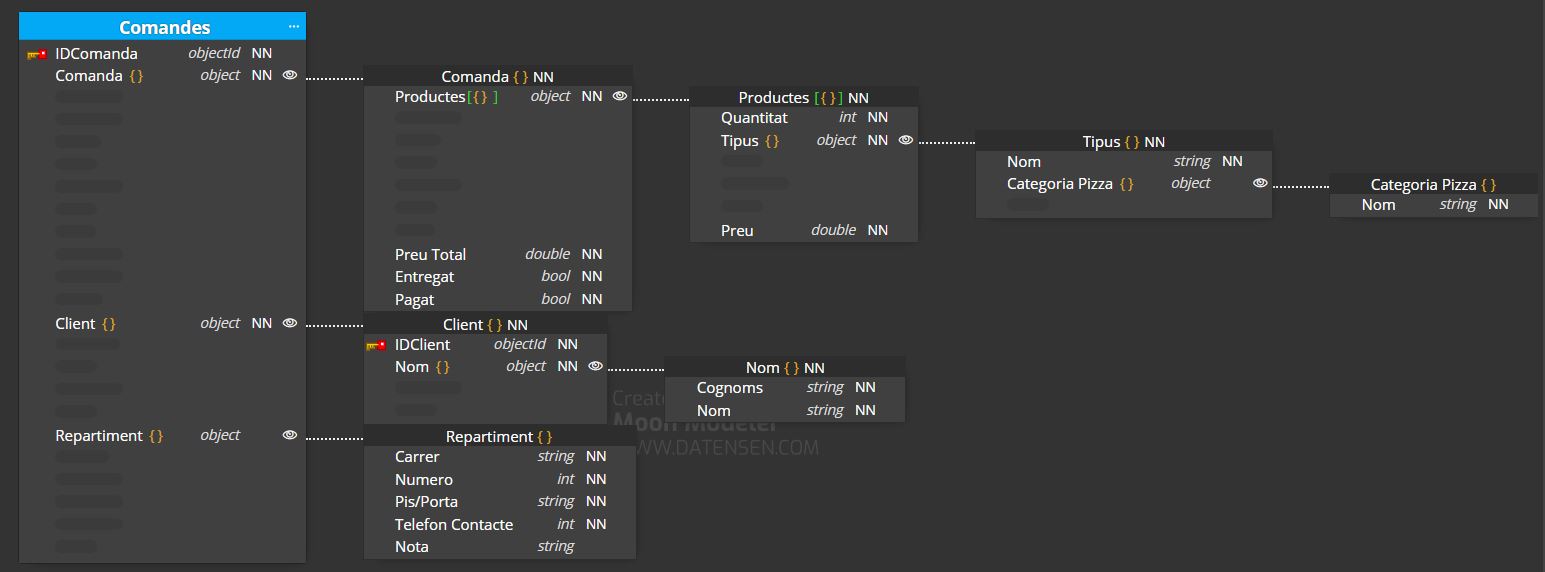 Comandes ...
IDComanda objectId NN
Comanda { } object NN
Comanda { } NN
Productes[{ } ] object NN
Productes [{ }] NN
Quantitat int NN
Tipus { } object NN
Tipus { } NN
Nom string NN
Categoria Pizza { } object
Categoria Pizza { }
Nom string NN
Preu double NN
Preu Total double NN
Entregat bool NN
Pagat bool NN
Client { } object NN
Client { } NN
IDClient objectId NN
Nom { } object NN
Nom { } NN
Cognoms string NN
Nom string NN
Repartiment { } object
Repartiment { }
Carrer string NN
Numero int NN
Pis/Porta string NN
Telefon Contacte int NN
Nota string
Moon Modeler
WWW.DATENSEN.COM